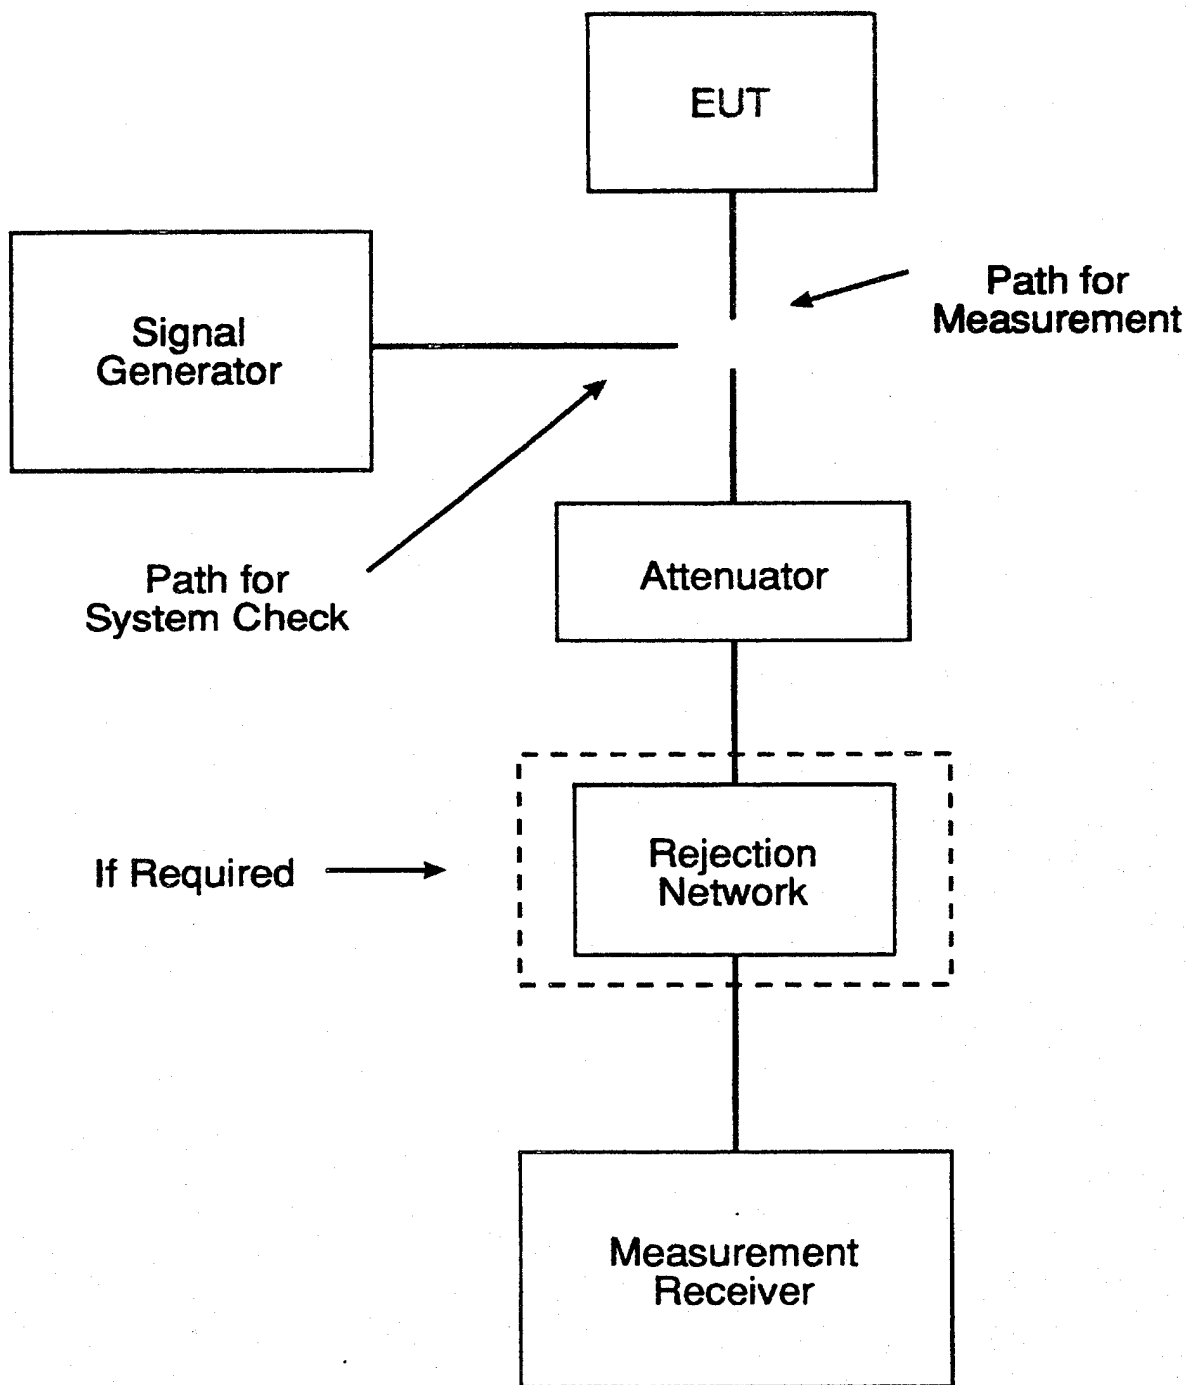 EUT
Path for
Measurement
Signal
Generator
Path for
System Check
Attenuator
If Required
Rejection
Network
Measurement
Receiver